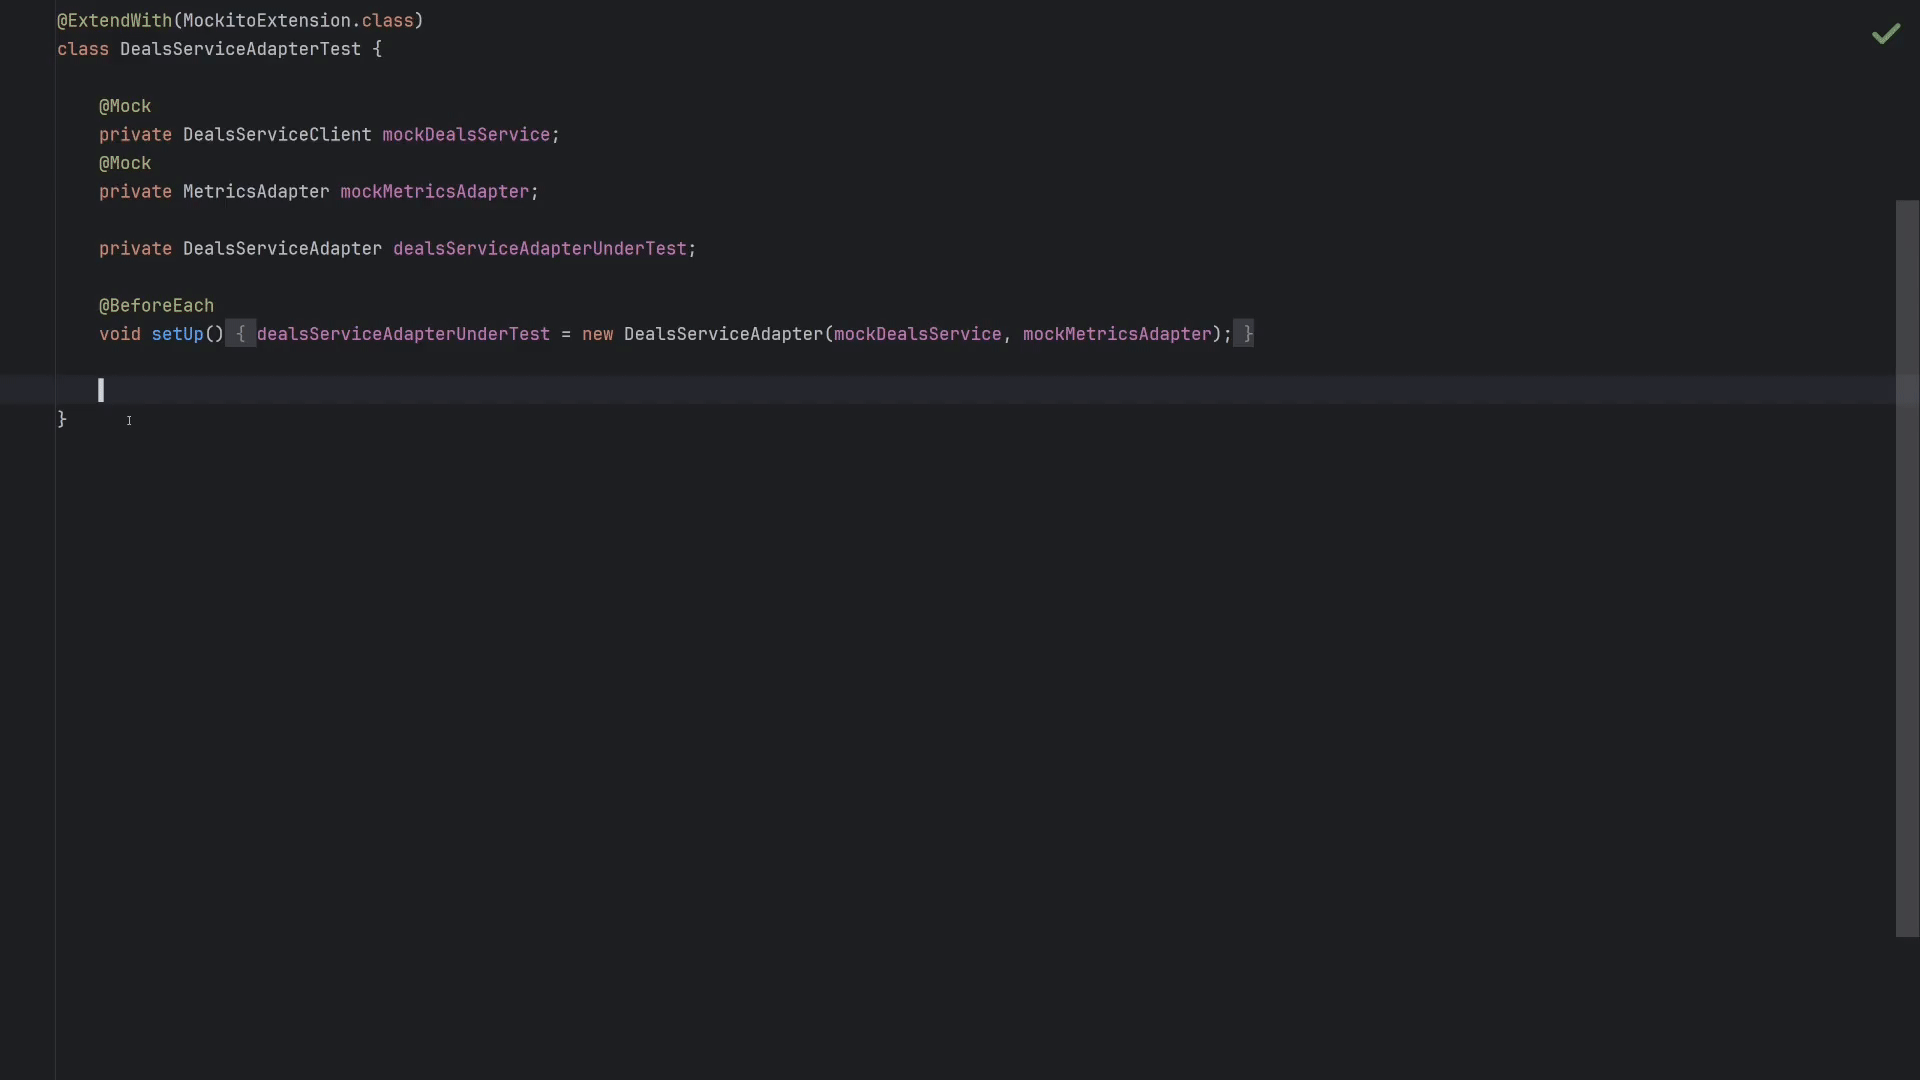 @ExtendWith(MockitoExtension.class)
class DealsServiceAdapterTest {
@Mock
private DealsServiceClient mockDealsService;
@Mock
private MetricsAdapter mockMetricsAdapter;
private DealsServiceAdapter dealsServiceAdapterUnderTest;
@BeforeEach
void setUp() { dealsServiceAdapterUnderTest = new DealsServiceAdapter(mockDealsService, mockMetricsAdapter); }
}